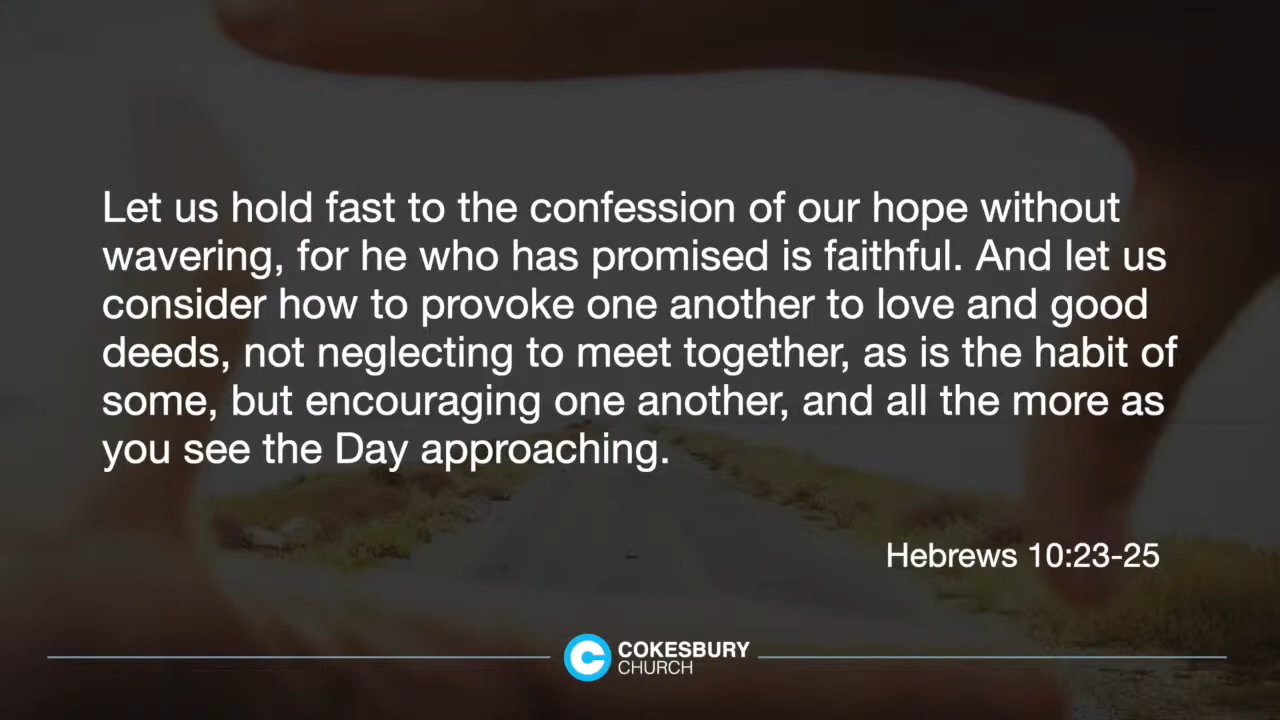 Let us hold fast to the confession of our hope without
wavering, for he who has promised is faithful. And let us
consider how to provoke one another to love and good
deeds, not neglecting to meet together, as is the habit of
some, but encouraging one another, and all the more as
you see the Day approaching.
Hebrews 10:23-25
COKESBURY
CHURCH